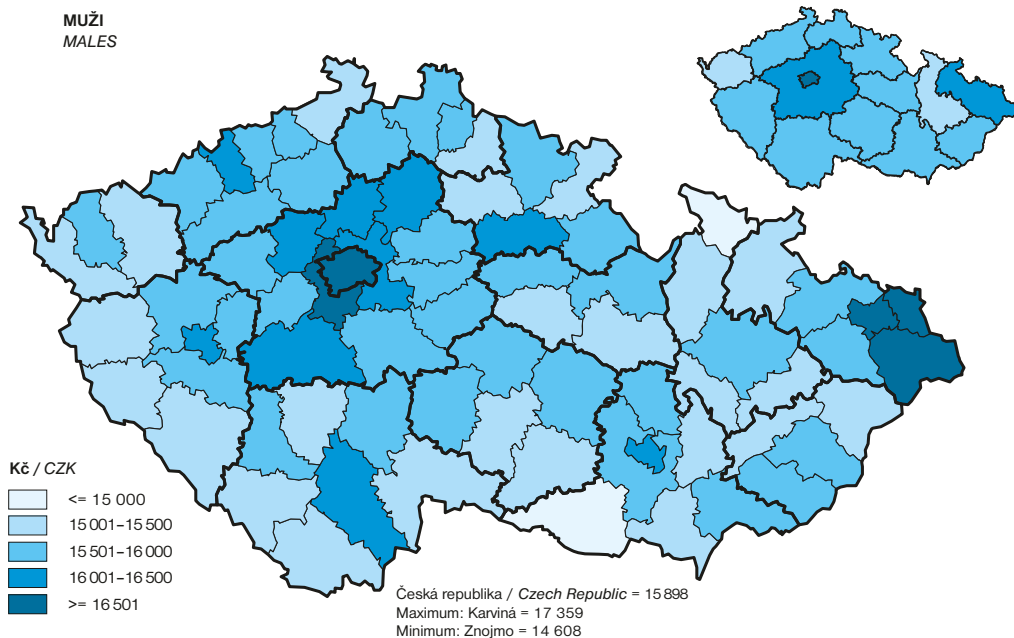 MUŽI
MALES
Kč / CZK
<= 15 000
15 001–15 500
15 501–16 000
16 001–16 500
>= 16 501
Česká republika / Czech Republic = 15 898
Maximum: Karviná = 17 359
Minimum: Znojmo = 14 608